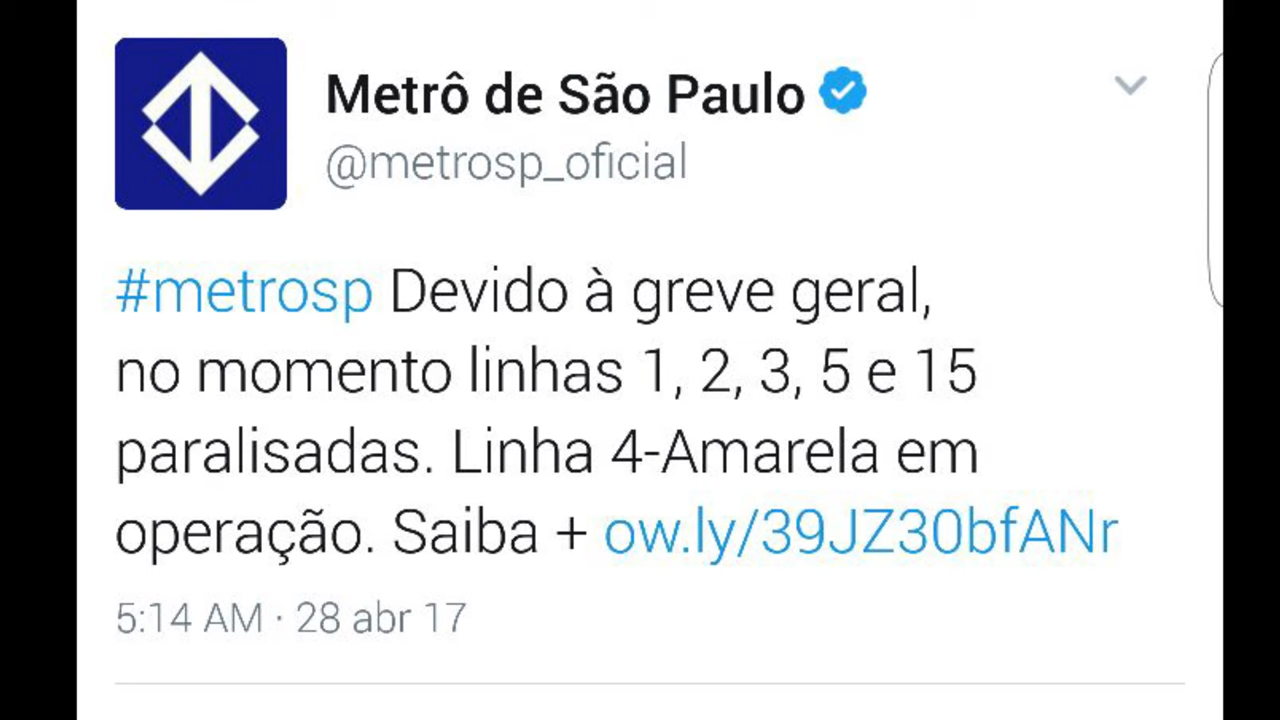 Metrô de São Paulo
@metrosp_oficial
#metrosp Devido à greve geral,
no momento linhas 1, 2, 3, 5 e 15
paralisadas. Linha 4-Amarela em
operação. Saiba + ow.ly/39JZ30bfANr
5:14 AM · 28 abr 17